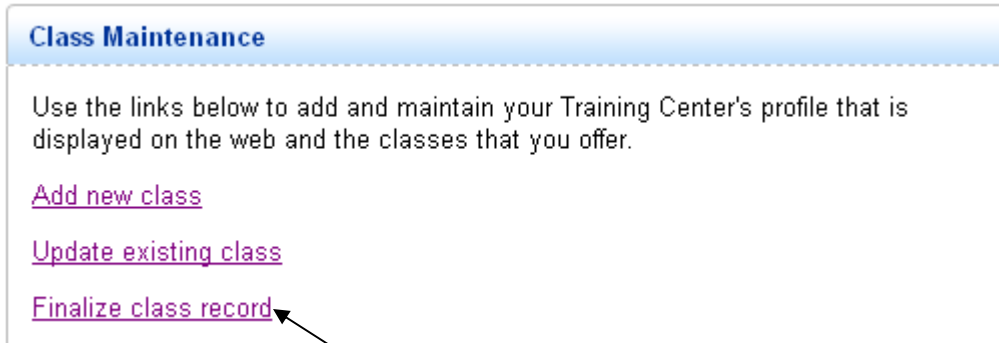 Class Maintenance
Use the links below to add and maintain your Training Center's profile that is
displayed on the web and the classes that you offer.
Add new class
Update existing class
Finalize class record